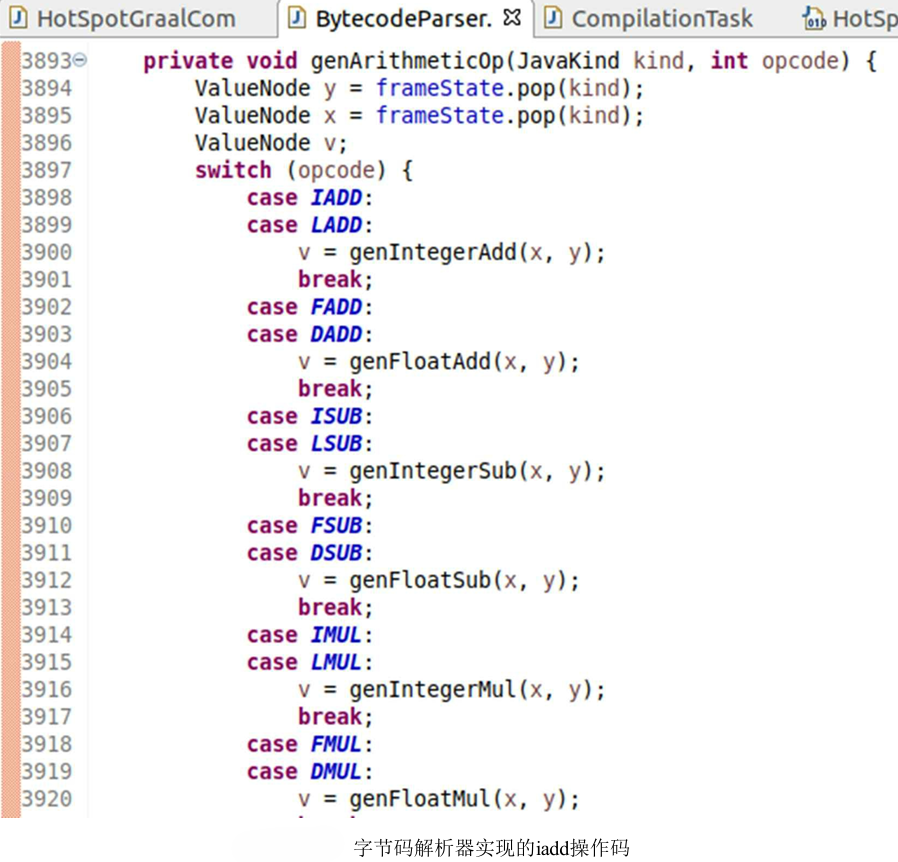 HotSpotGraalCom BytecodeParser. CompilationTask HotSp
3893 private void genArithmeticOp(JavaKind kind, int opcode) {
3894 ValueNode y = frameState.pop(kind);
3895 ValueNode x = frameState.pop(kind);
3896 ValueNode v;
3897 switch (opcode) {
3898 case IADD:
3899 case LADD:
3900 v = genIntegerAdd(x, y);
3901 break;
3902 case FADD:
3903 case DADD:
3904 v = genFloatAdd(x, y);
3905 break;
3906 case ISUB:
3907 case LSUB:
3908 v = genIntegerSub(x, y);
3909 break;
3910 case FSUB:
3911 case DSUB:
3912 v = genFloatSub(x, y);
3913 break;
3914 case IMUL:
3915 case LMUL:
3916 v = genIntegerMul(x, y);
3917 break;
3918 case FMUL:
3919 case DMUL:
3920 v = genFloatMul(x, y);
字节码解析器实现的iadd操作码